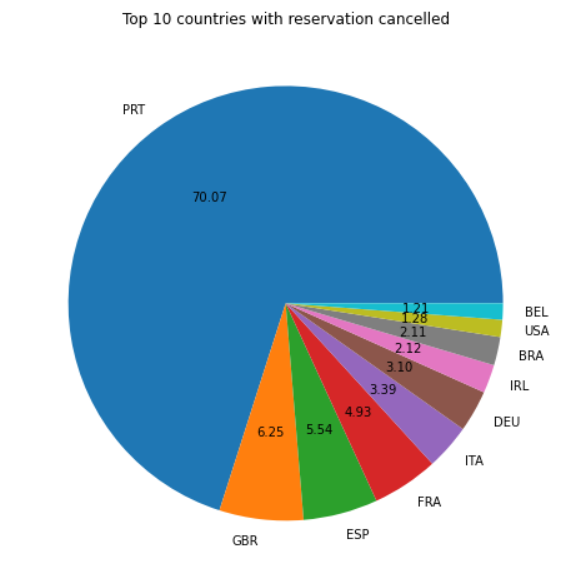 Top 10 countries with reservation cancelled
PRT
70.07
1.21
BEL
1.28
USA
2.11
BRA
2.12
IRL
3.10
DEU
3.39
ITA
4.93
FRA
5.54
ESP
6.25
GBR